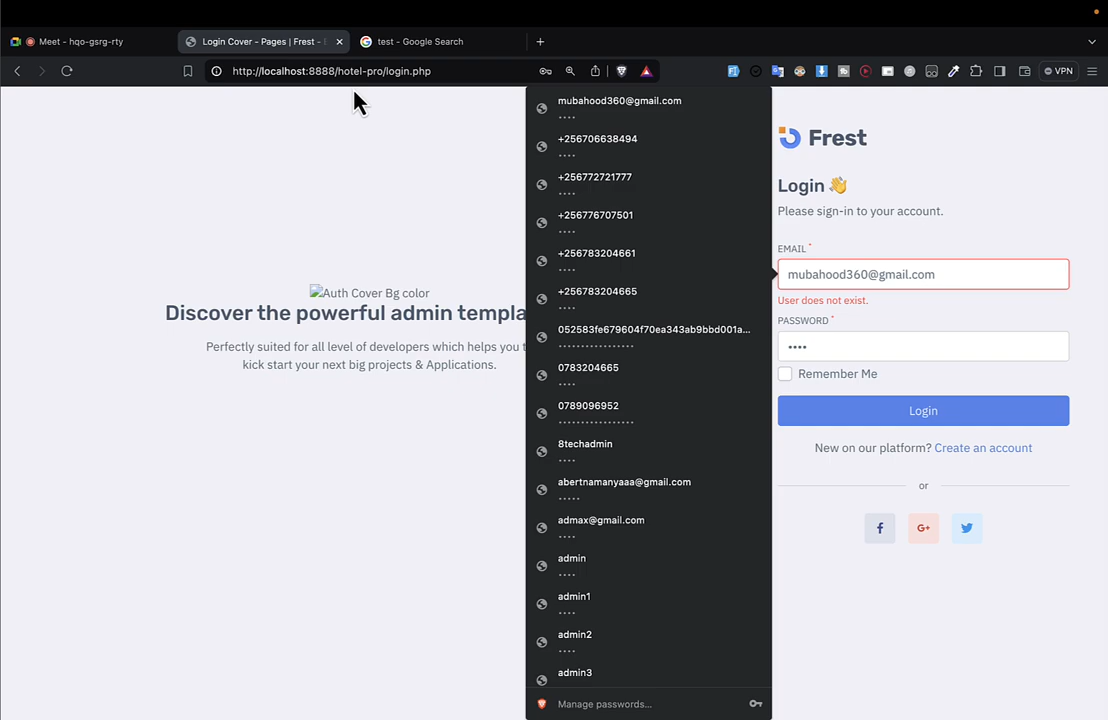 Meet - hqo-gsrg-rty
Login Cover - Pages | Frest -
test - Google Search
http://localhost:8888/hotel-pro/login.php
VPN
Auth Cover Bg color
Discover the powerful admin templa
Perfectly suited for all level of developers which helps you t
kick start your next big projects & Applications.
mubahood360@gmail.com
••••
+256706638494
••••
+256772721777
••••
+256776707501
••••
+256783204661
••••
+256783204665
••••
052583fe679604f70ea343ab9bbd001a...
•••••••••••••••••
0783204665
••••
0789096952
•••••••••••••••••
8techadmin
••••
abertnamanyaaa@gmail.com
•••••
admax@gmail.com
••••
admin
••••
admin1
••••
admin2
••••
admin3
Manage passwords...
Frest
Login 👋
Please sign-in to your account.
EMAIL *
mubahood360@gmail.com
User does not exist.
PASSWORD *
••••
Remember Me
Login
New on our platform? Create an account
or
f
G+